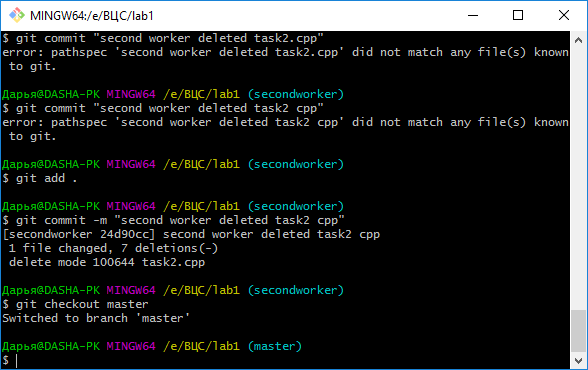 MINGW64:/e/ВЦС/lab1
$ git commit "second worker deleted task2.cpp"
error: pathspec 'second worker deleted task2.cpp' did not match any file(s) known
 to git.
Дарья@DASHA-PK MINGW64 /e/ВЦС/lab1 (secondworker)
$ git commit "second worker deleted task2 cpp"
error: pathspec 'second worker deleted task2 cpp' did not match any file(s) known
 to git.
Дарья@DASHA-PK MINGW64 /e/ВЦС/lab1 (secondworker)
$ git add .
Дарья@DASHA-PK MINGW64 /e/ВЦС/lab1 (secondworker)
$ git commit -m "second worker deleted task2 cpp"
[secondworker 24d90cc] second worker deleted task2 cpp
 1 file changed, 7 deletions(-)
 delete mode 100644 task2.cpp
Дарья@DASHA-PK MINGW64 /e/ВЦС/lab1 (secondworker)
$ git checkout master
Switched to branch 'master'
Дарья@DASHA-PK MINGW64 /e/ВЦС/lab1 (master)
$